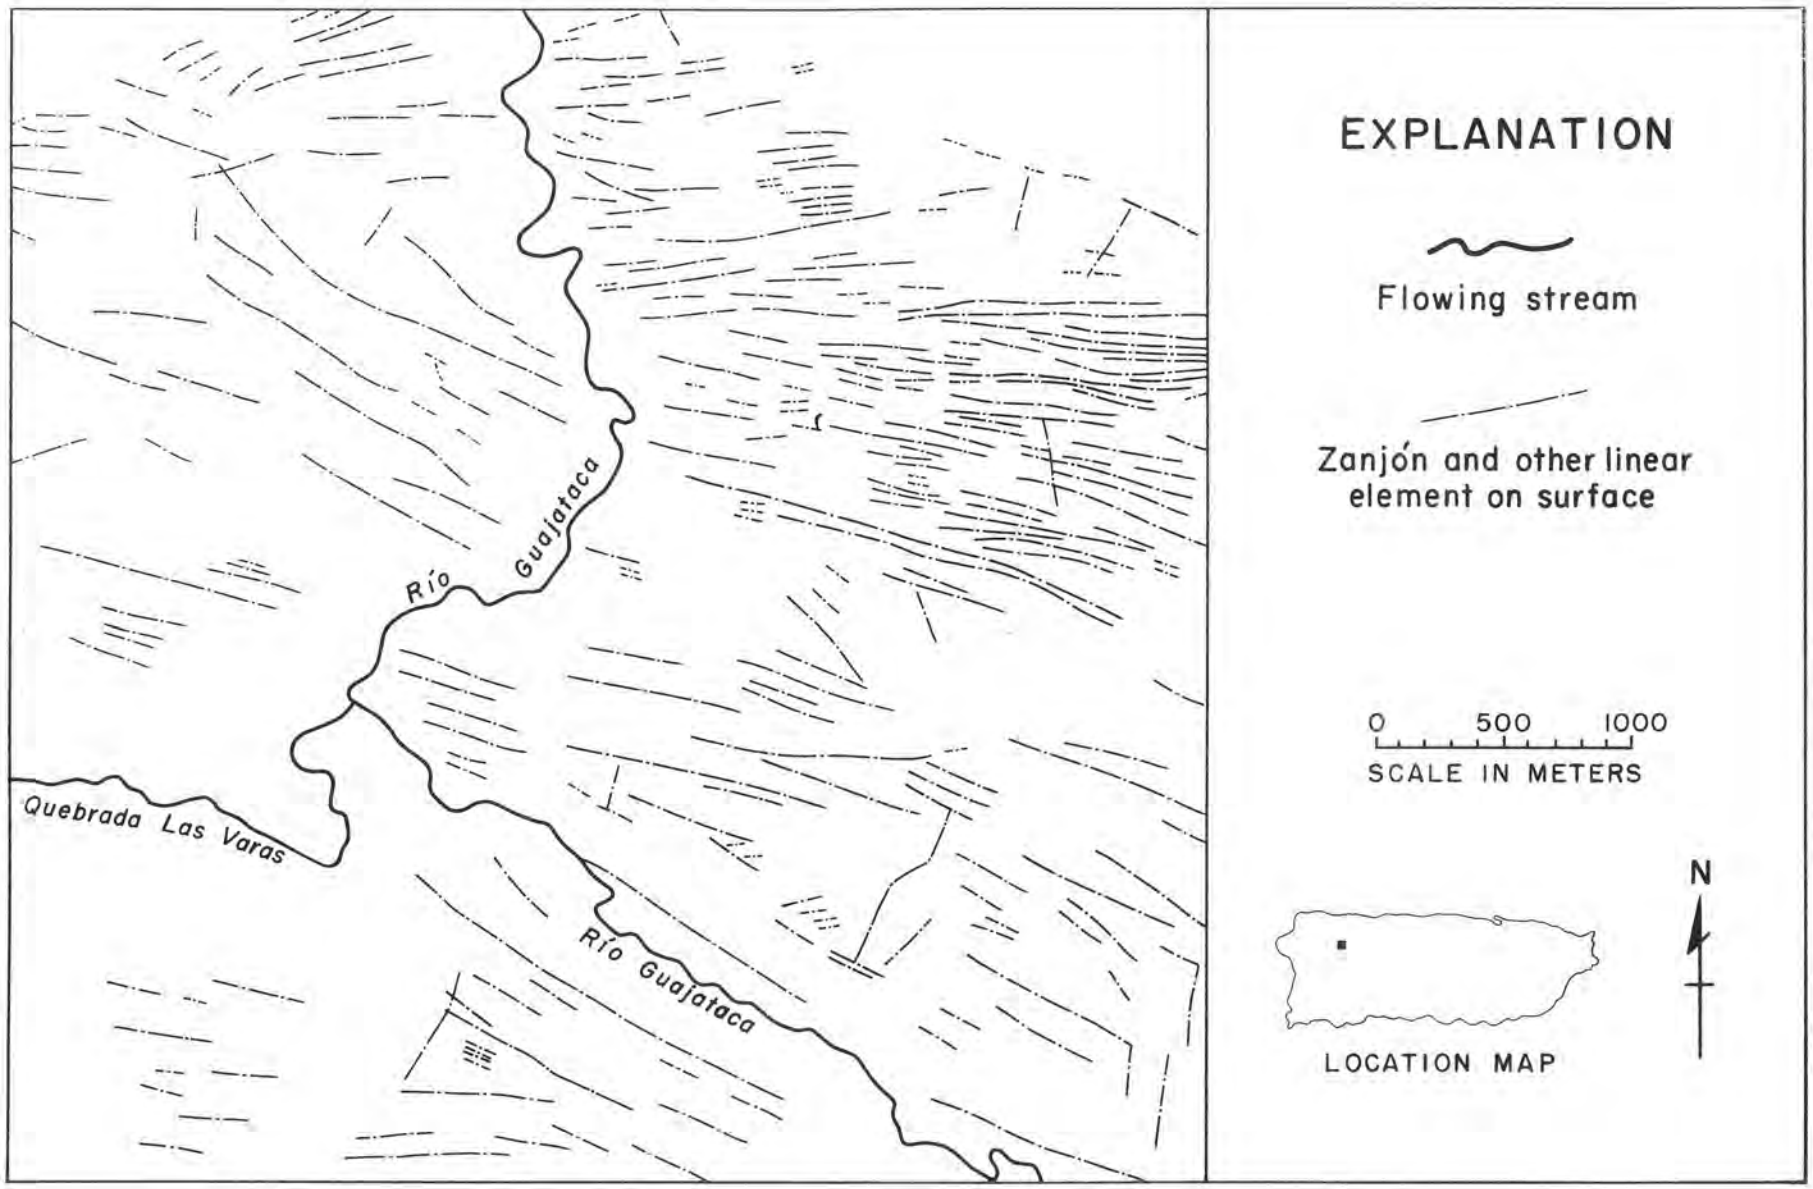 EXPLANATION
Flowing stream
Zanjón and other linear
element on surface
0 500 1000
SCALE IN METERS
N
LOCATION MAP
Río Guajataca
Quebrada Las Varas
Río Guajataca